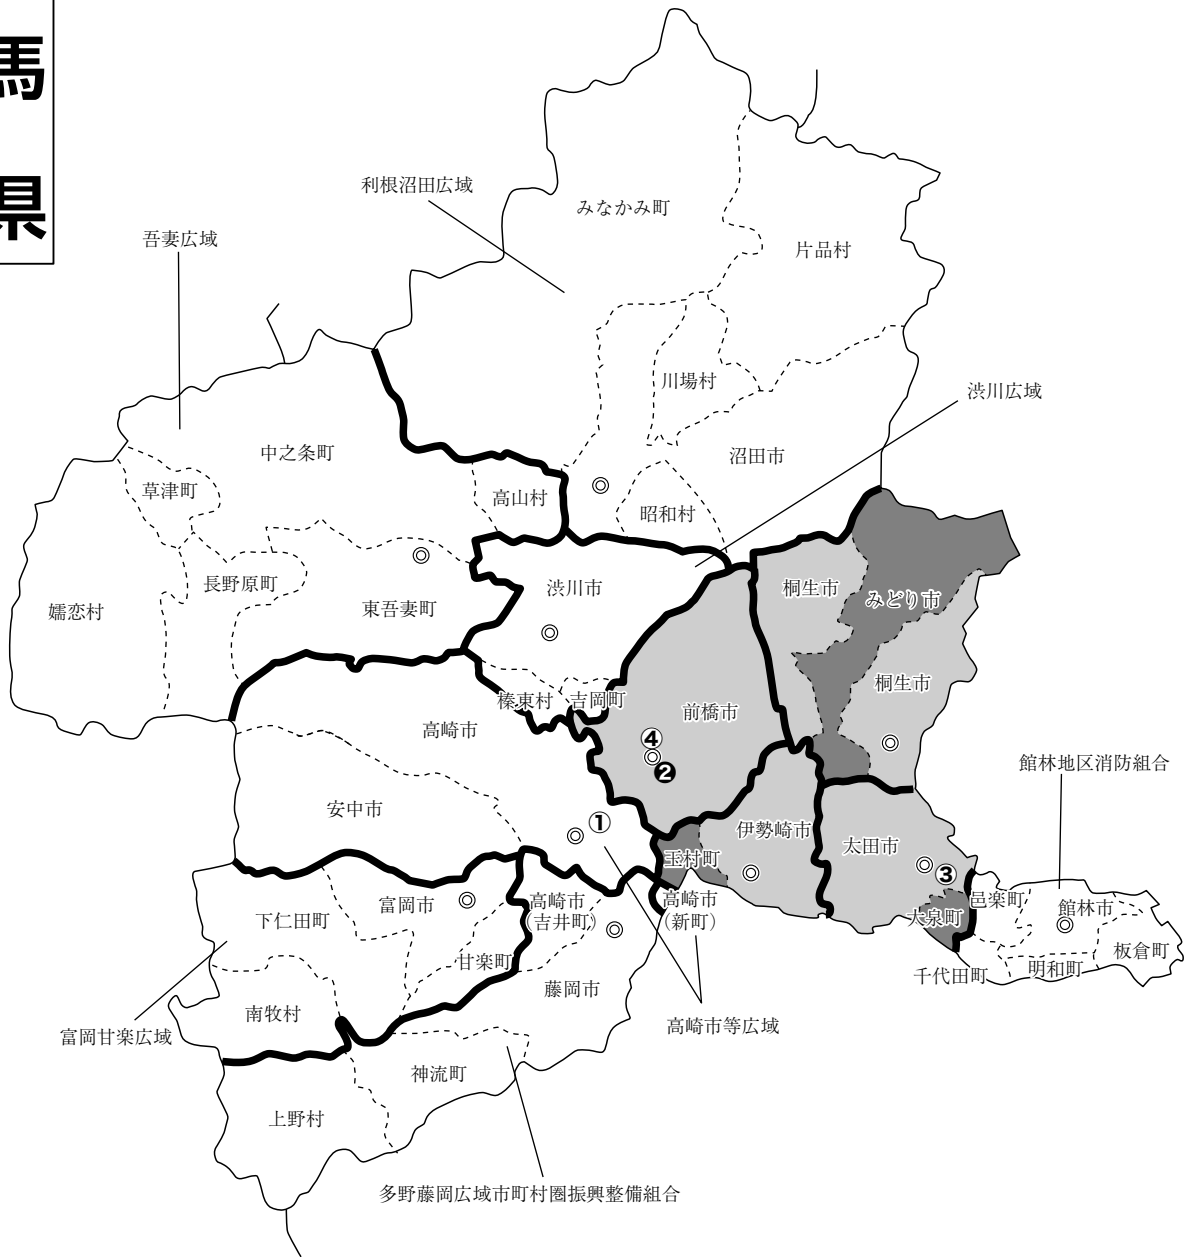 馬
県
利根沼田広域
みなかみ町
吾妻広域
片品村
川場村
渋川広域
中之条町
沼田市
草津町
高山村
昭和村
長野原町
渋川市
桐生市
みどり市
嬬恋村
東吾妻町
桐生市
榛東村
吉岡町
前橋市
高崎市
④
❷
館林地区消防組合
安中市
①
伊勢崎市
太田市
玉村町
③
富岡市
高崎市
(吉井町)
高崎市
(新町)
邑楽町
館林市
大泉町
下仁田町
板倉町
甘楽町
千代田町
明和町
藤岡市
南牧村
高崎市等広域
富岡甘楽広域
神流町
上野村
多野藤岡広域市町村圏振興整備組合